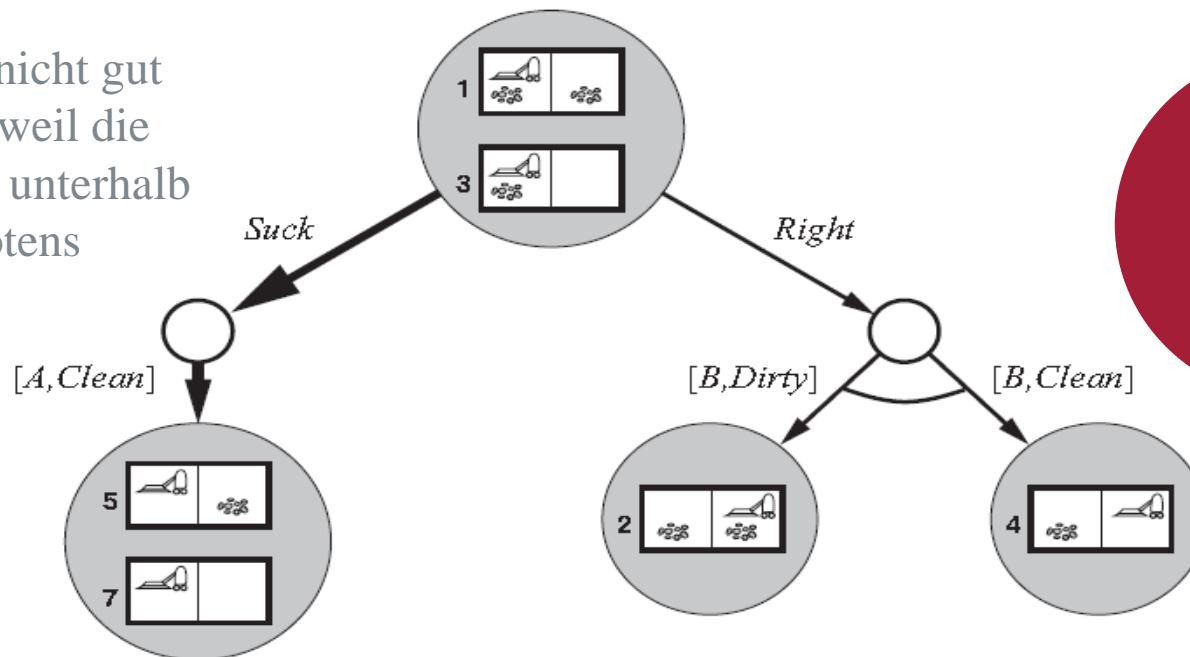 nicht gut
weil die
unterhalb
otens
1
3
Suck
Right
[A,Clean]
[B,Dirty]
[B,Clean]
5
7
2
4